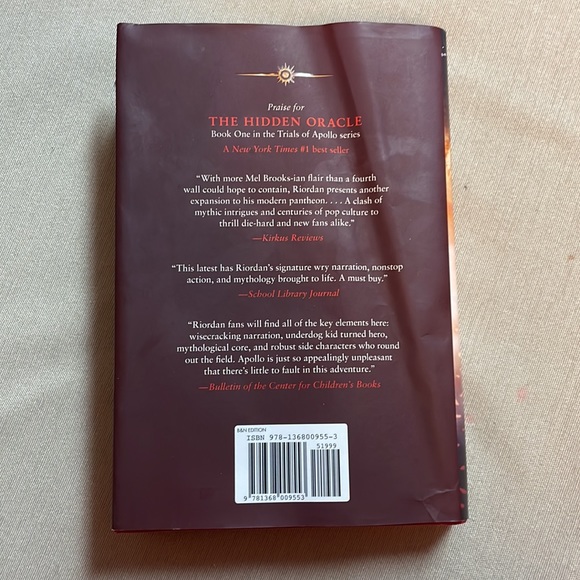 Praise for
THE HIDDEN ORACLE
Book One in the Trials of Apollo series
A New York Times #1 best seller
“With more Mel Brooks-ian flair than a fourth
wall could hope to contain, Riordan presents another
expansion to his modern pantheon. . . . A clash of
mythic intrigues and centuries of pop culture to
thrill die-hard and new fans alike.”
—Kirkus Reviews
“This latest has Riordan’s signature wry narration, nonstop
action, and mythology brought to life. A must buy.”
—School Library Journal
“Riordan fans will find all of the key elements here:
wisecracking narration, underdog kid turned hero,
mythological core, and robust side characters who round
out the field. Apollo is just so appealingly unpleasant
that there’s little to fault in this adventure.”
—Bulletin of the Center for Children’s Books
B&N EDITION
ISBN 978-136800955-3
51999
9 781368 009553